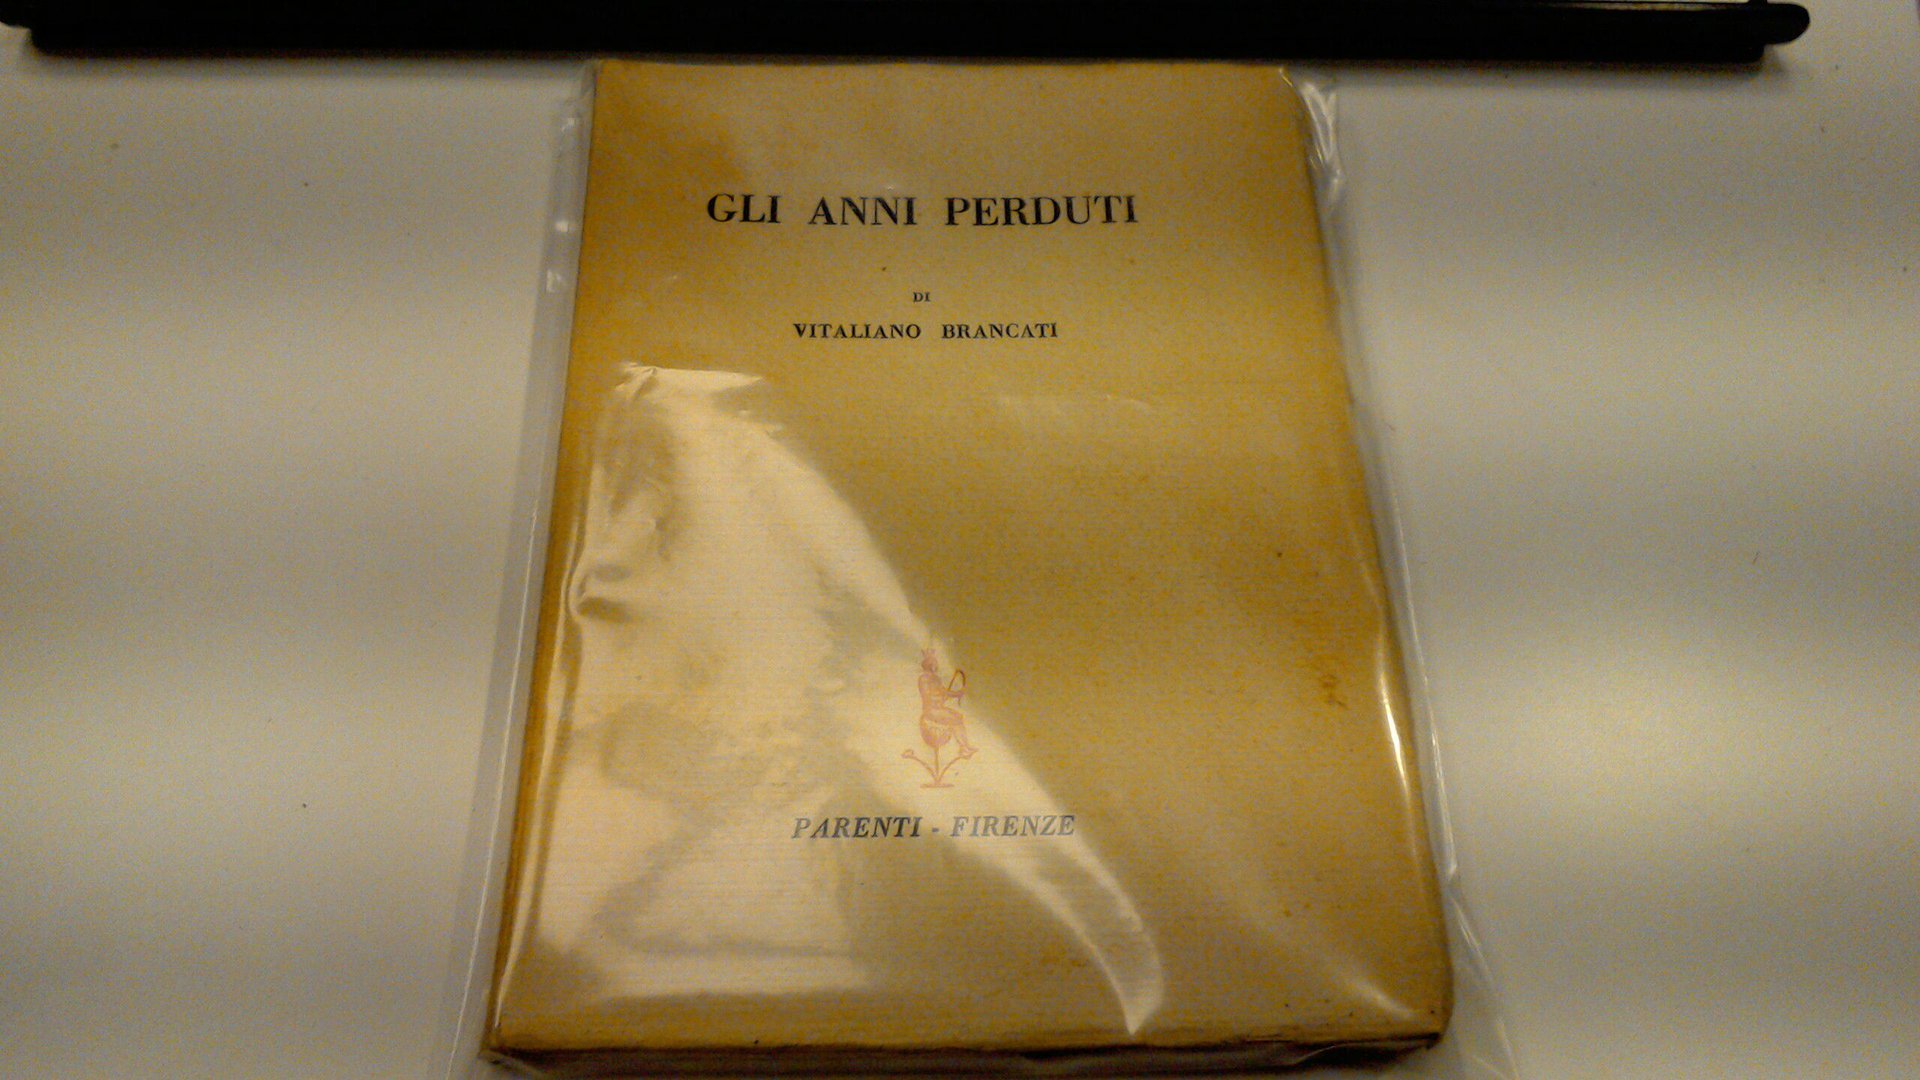 GLI ANNI PERDUTI
DI
VITALIANO BRANCATI
PARENTI - FIRENZE